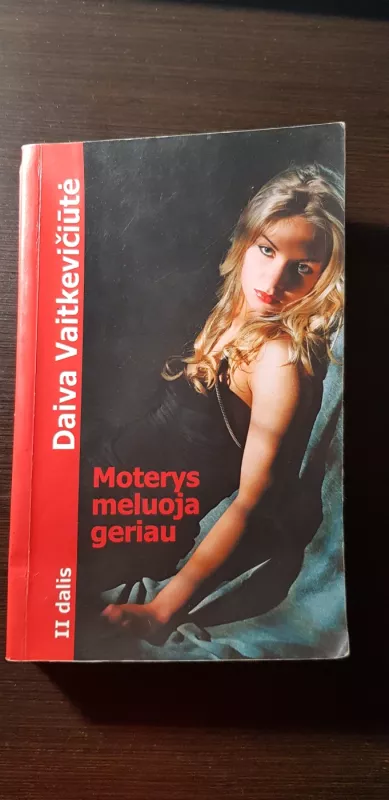 Daiva Vaitkevičiūtė
Moterys
meluoja
geriau
II dalis